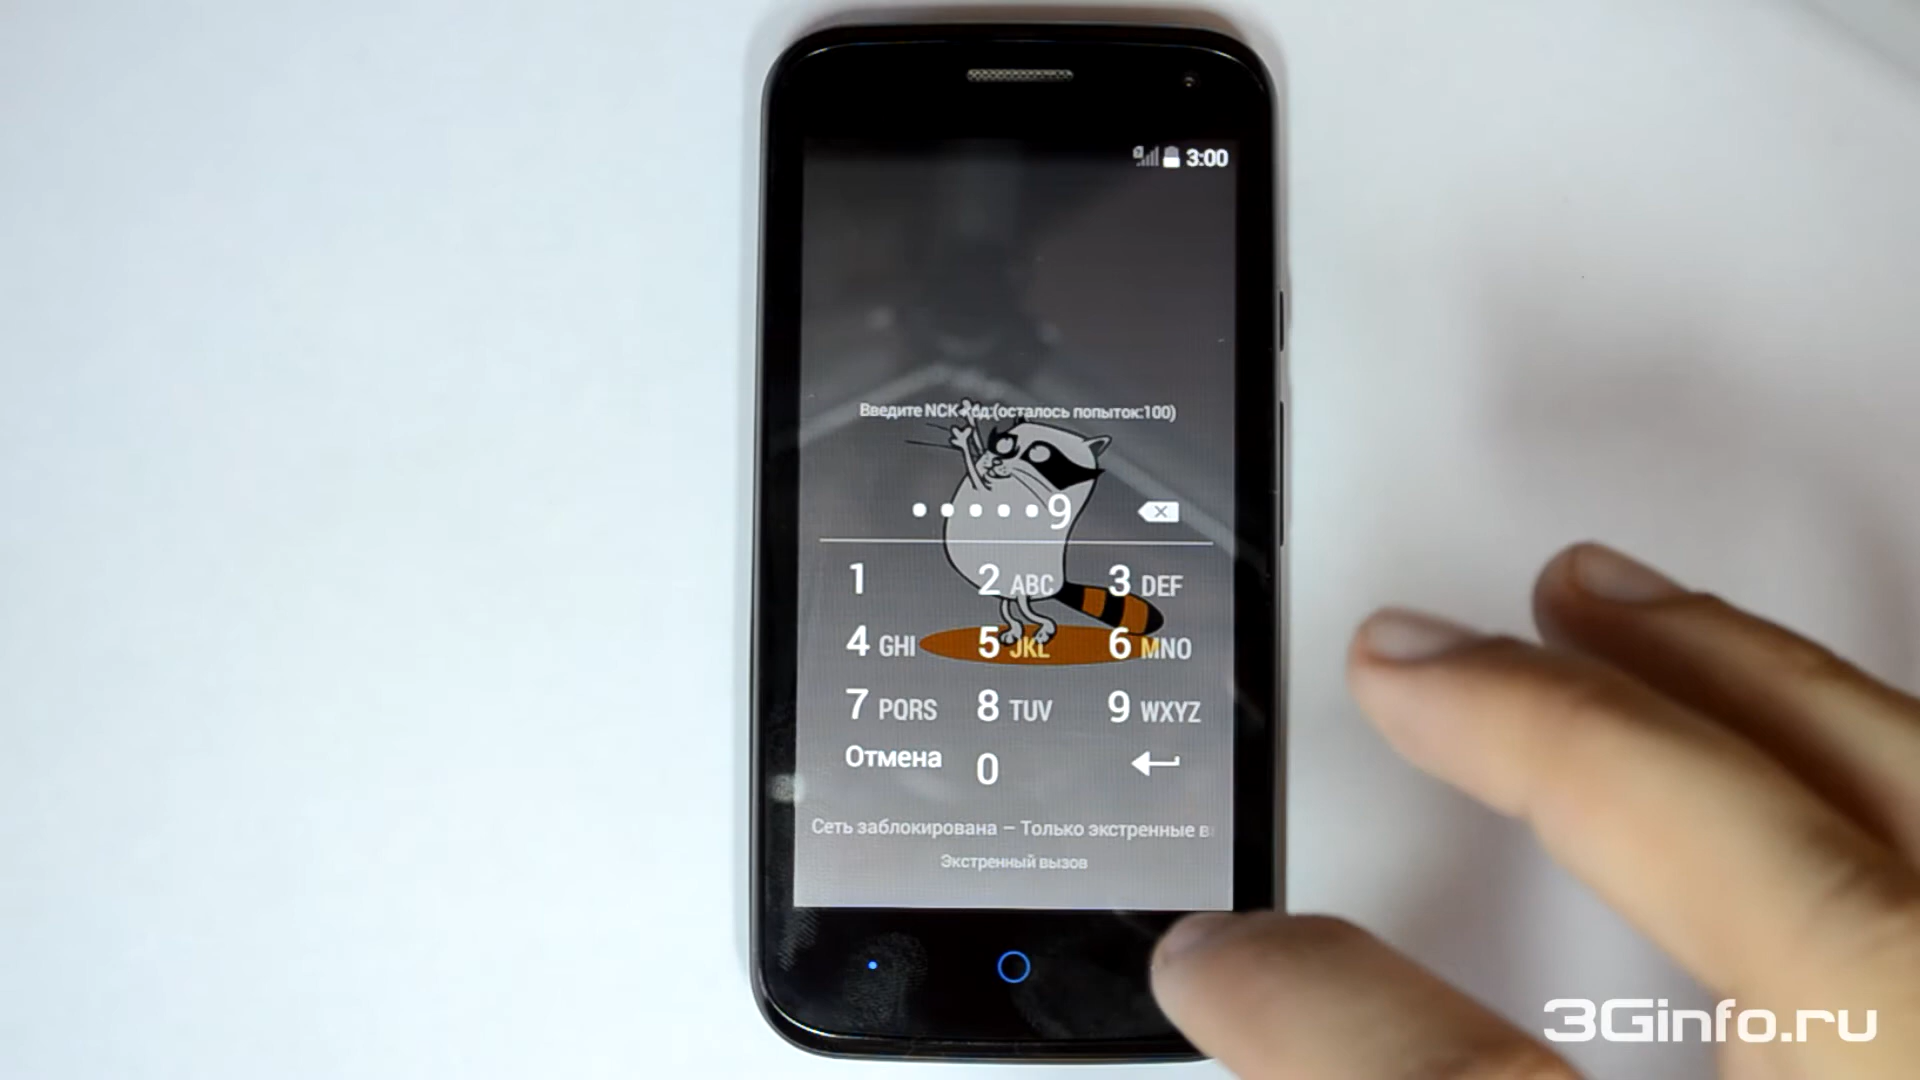 3:00
Введите NCK код:(осталось попыток:100)
•••••9
1 2 ABC 3 DEF
4 GHI 5 JKL 6 MNO
7 PQRS 8 TUV 9 WXYZ
Отмена 0
Сеть заблокирована – Только экстренные в
Экстренный вызов
3Ginfo.ru